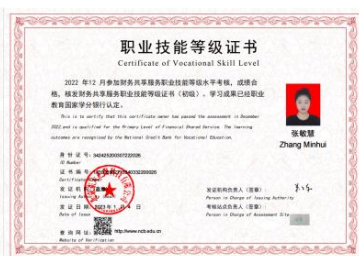 职业技能等级证书
Certificate of Vocational Skill Level
2022 年12 月参加财务共享服务职业技能等级水平考核，成绩合
格，核发财务共享服务职业技能等级证书（初级）。学习成果已经职业
教育国家学分银行认定。
This is to certify that this certificate owner has passed the assessment in December
2022 and is qualified for the Primary Level of Financial Shared Service. The learning
outcomes are recognized by the National Credit Bank for Vocational Education.
张敏慧
Zhang Minhui
身 份 证 号：
ID Number
证 书 编 号：
Certificate
发 证 机 构
Issuing
发证机构负责人（签章）
Person in Charge of Issuing Authority
发 证 日 期：2023 年 1 月 4 日
Date of Issue
考核站点负责人（签章）
Person in Charge of Assessment Site
查 询 网 址：http://www.ncb.edu.cn
Website of Verification